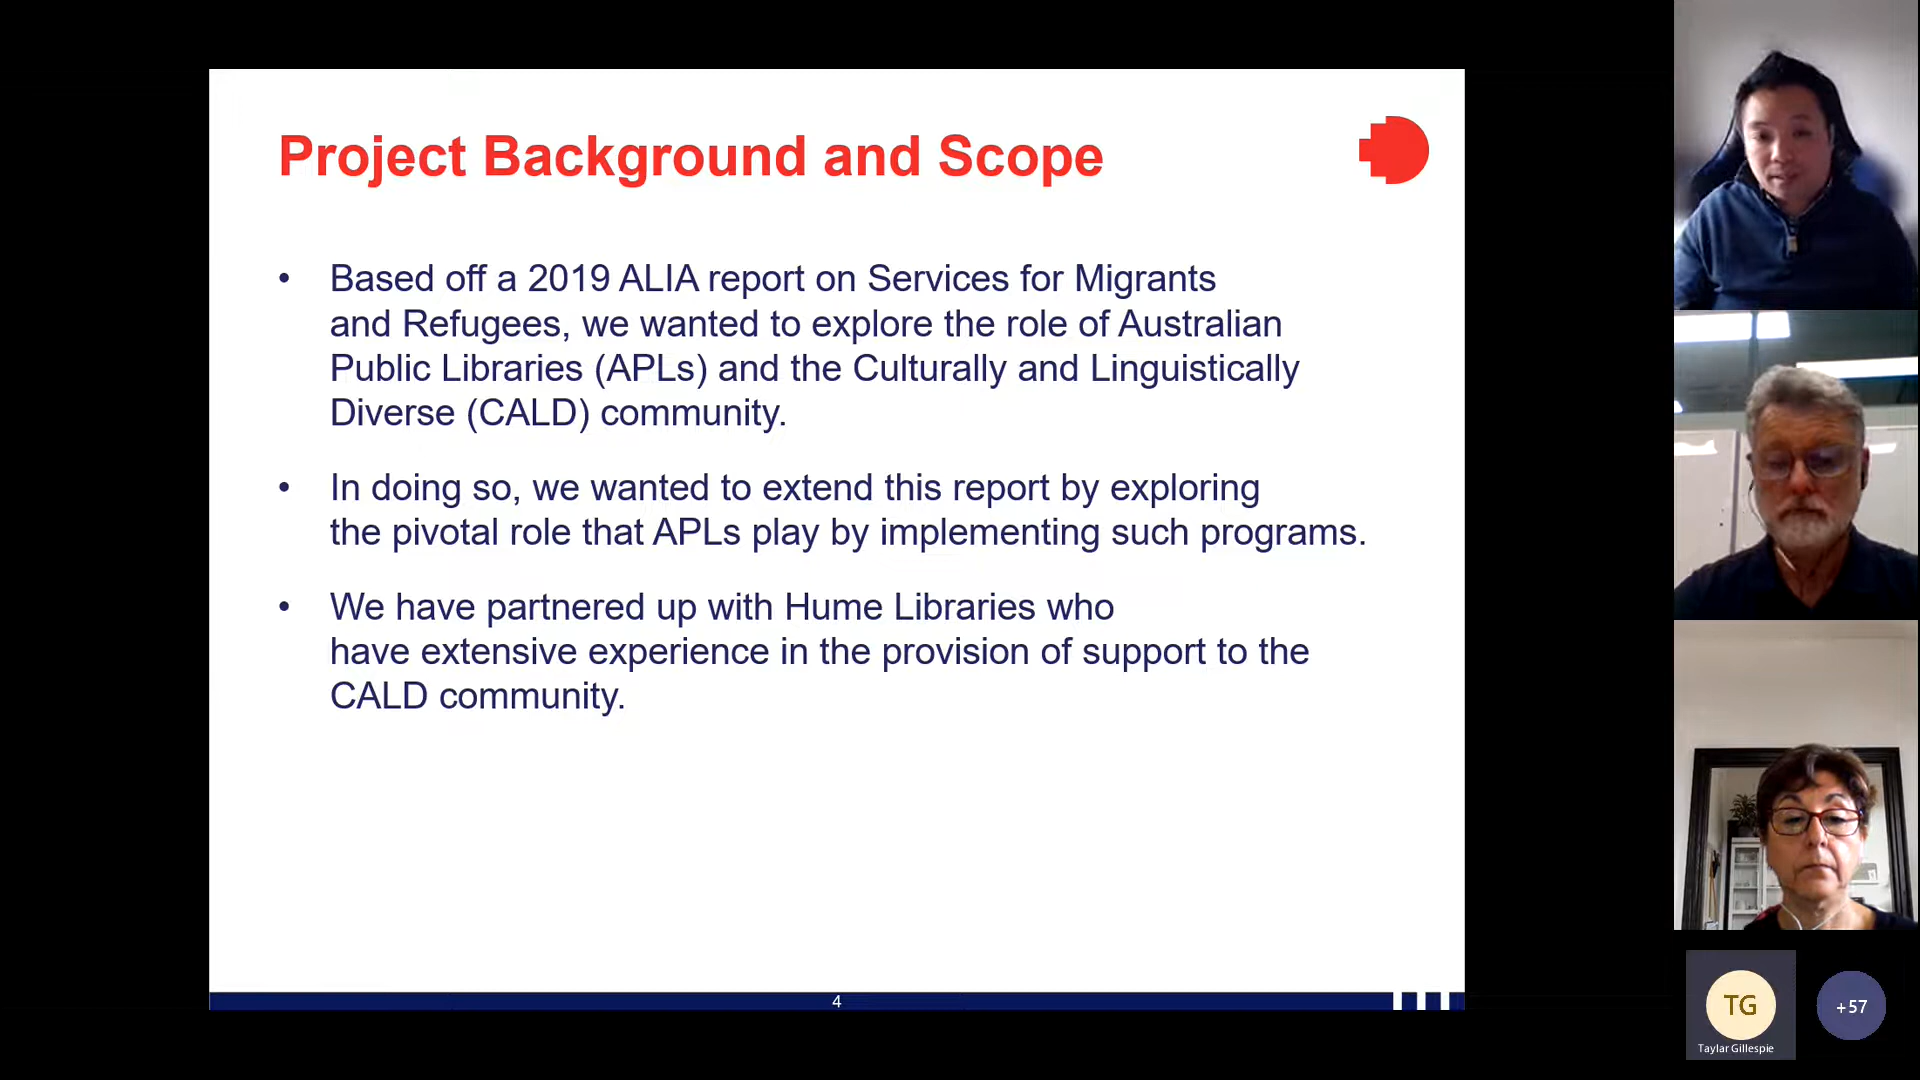 Project Background and Scope
• Based off a 2019 ALIA report on Services for Migrants
and Refugees, we wanted to explore the role of Australian
Public Libraries (APLs) and the Culturally and Linguistically
Diverse (CALD) community.
• In doing so, we wanted to extend this report by exploring
the pivotal role that APLs play by implementing such programs.
• We have partnered up with Hume Libraries who
have extensive experience in the provision of support to the
CALD community.
4
TG
Taylar Gillespie
+57